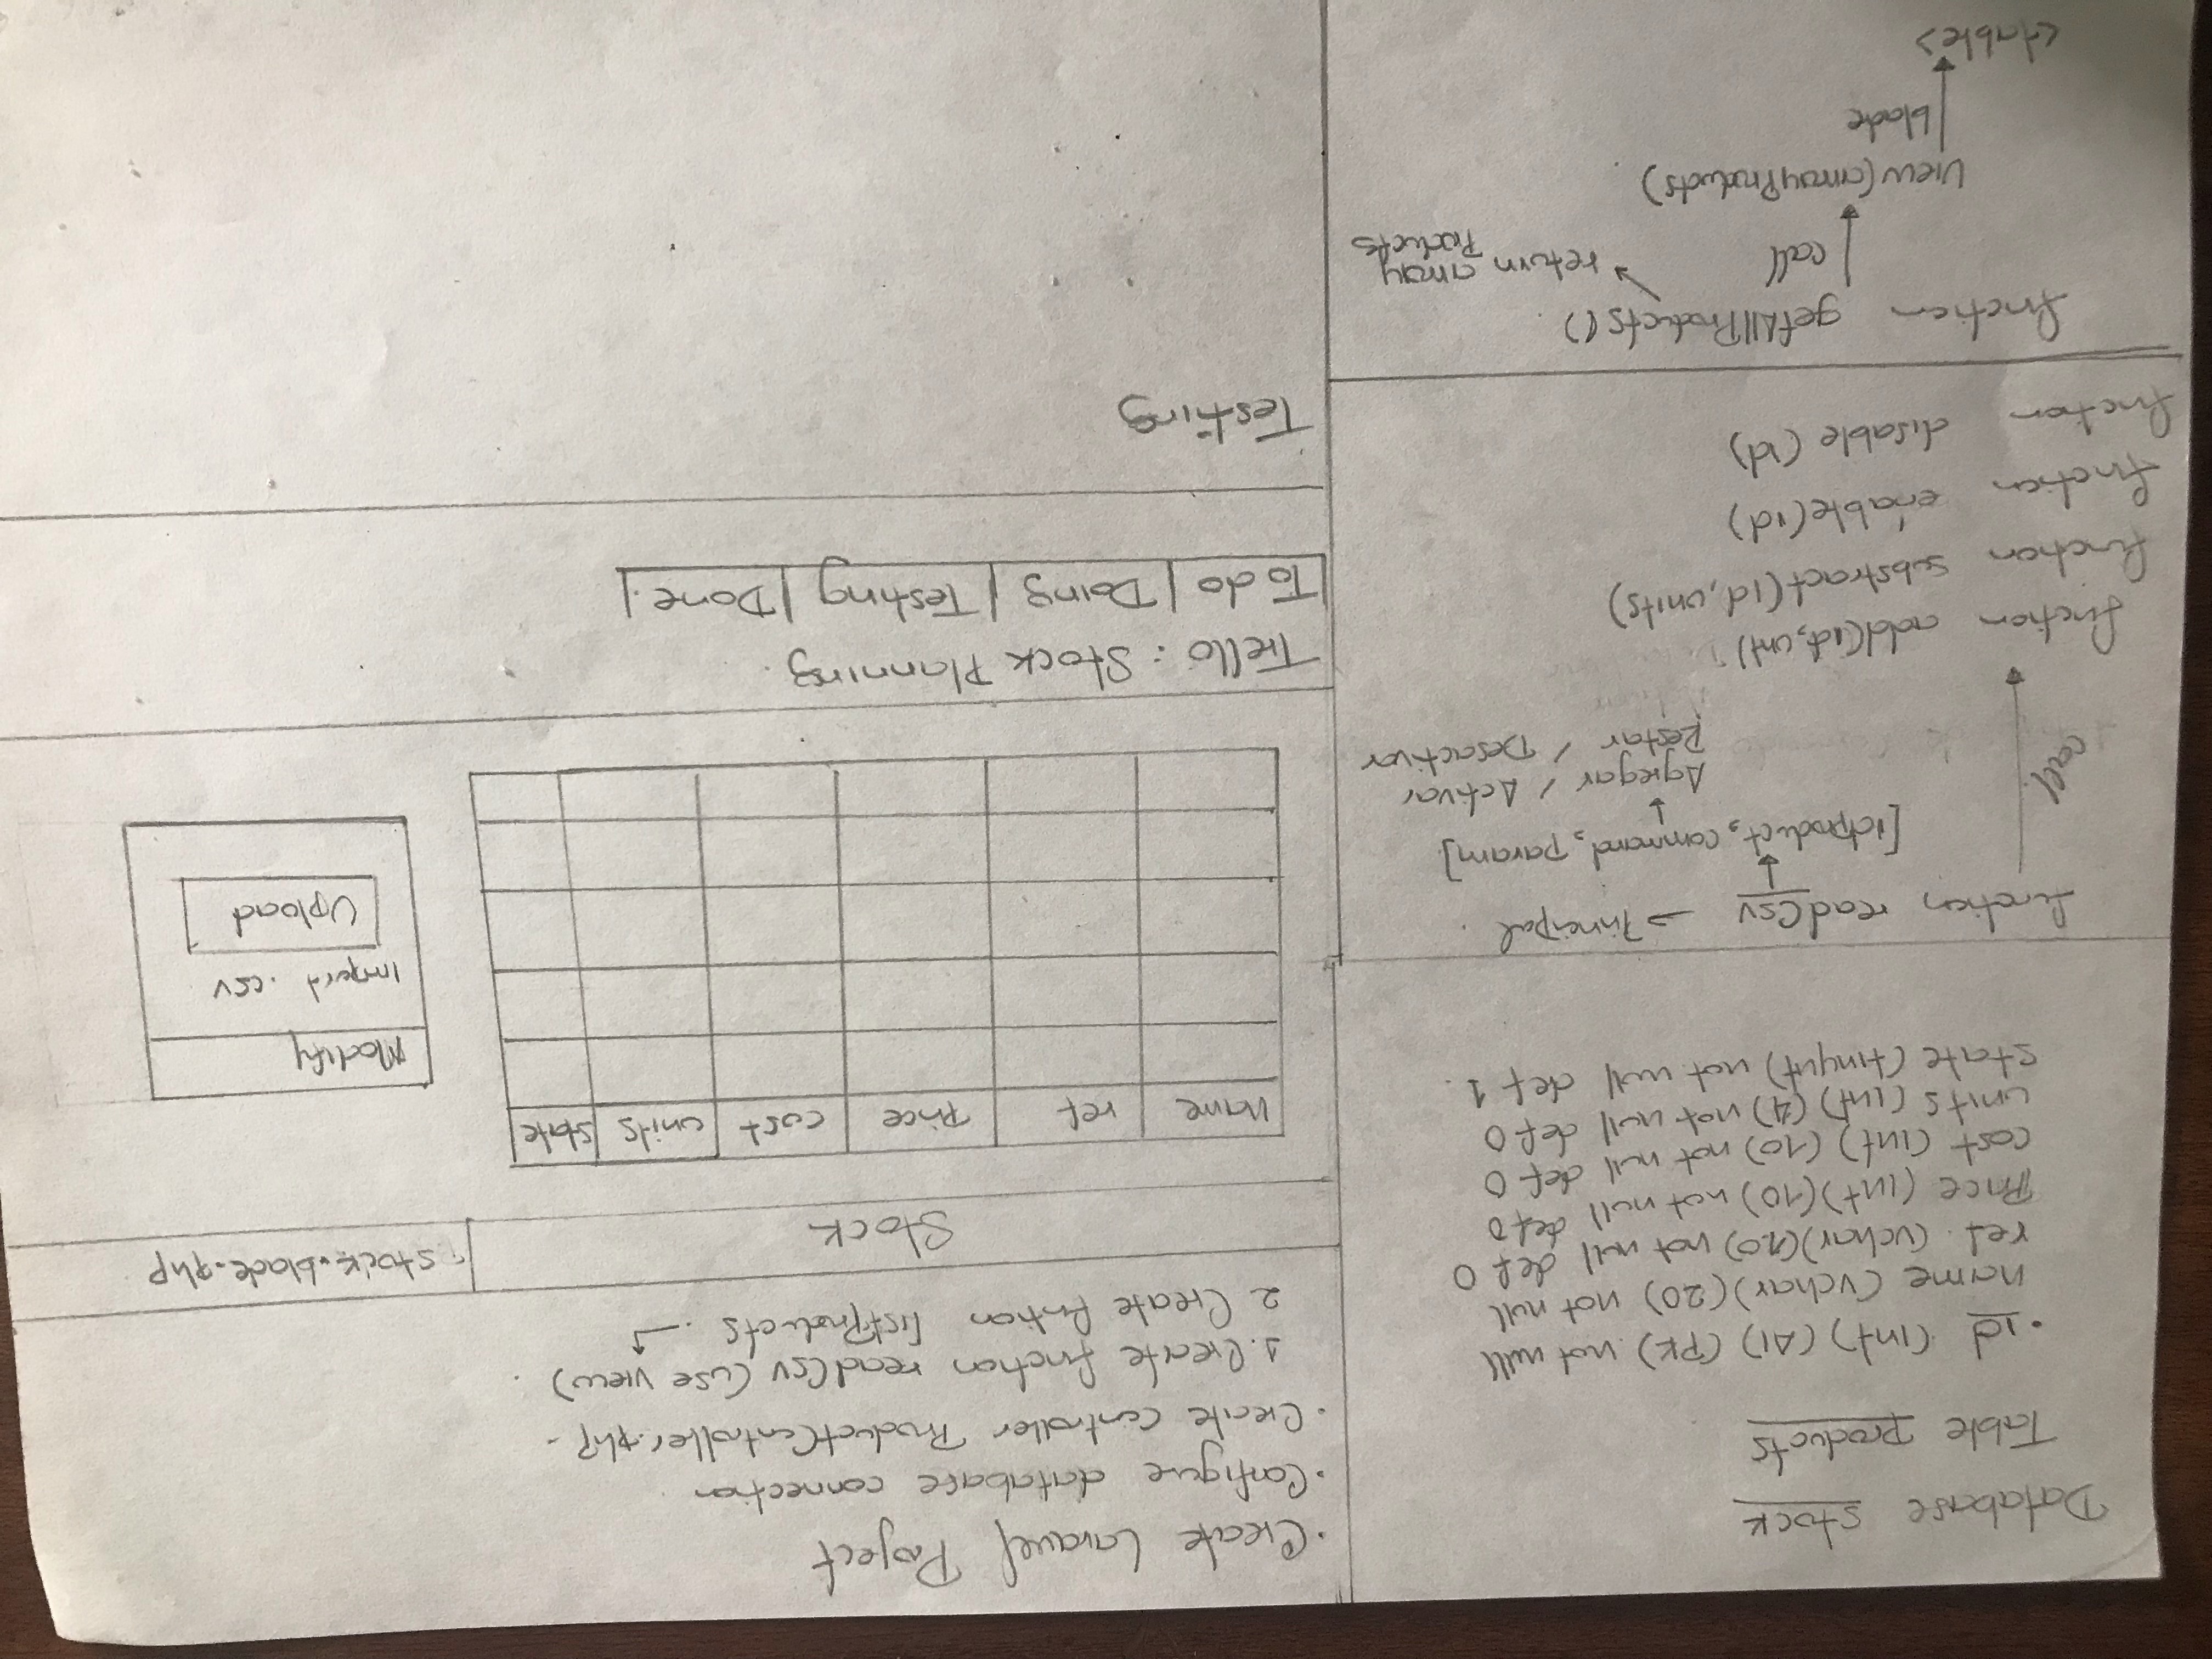 Database stock
Table products
· id (int) (AI) (PK) not null
name (vchar)(20) not null
ref. (vchar)(20) not null def 0
Price (int)(10) not null def 0
cost (int) (10) not null def 0
units (int) (4) not null def 0
state (tinyint) not null def 1.
function readCsv → Principal.
[idproduct, command, param]
Agregar / Activar
Restar / Desactivar
call
function add(id, unt)
function substract(id, units)
function enable(id)
function disable (id)
function getAllProducts().
call
return array
Products
view(arrayProducts).
blade
<table>
· Create Laravel Project
· Configure database connection
· Create controller ProductController.php.
1. Create function readCsv (use view).
2 Create funtion listProducts.
Stock
stock.blade.php
name ref Price cost units state
Modify
Import .csv
Upload
Trello : Stock Planning.
To do | Doing | Testing | Done.|
Testiing